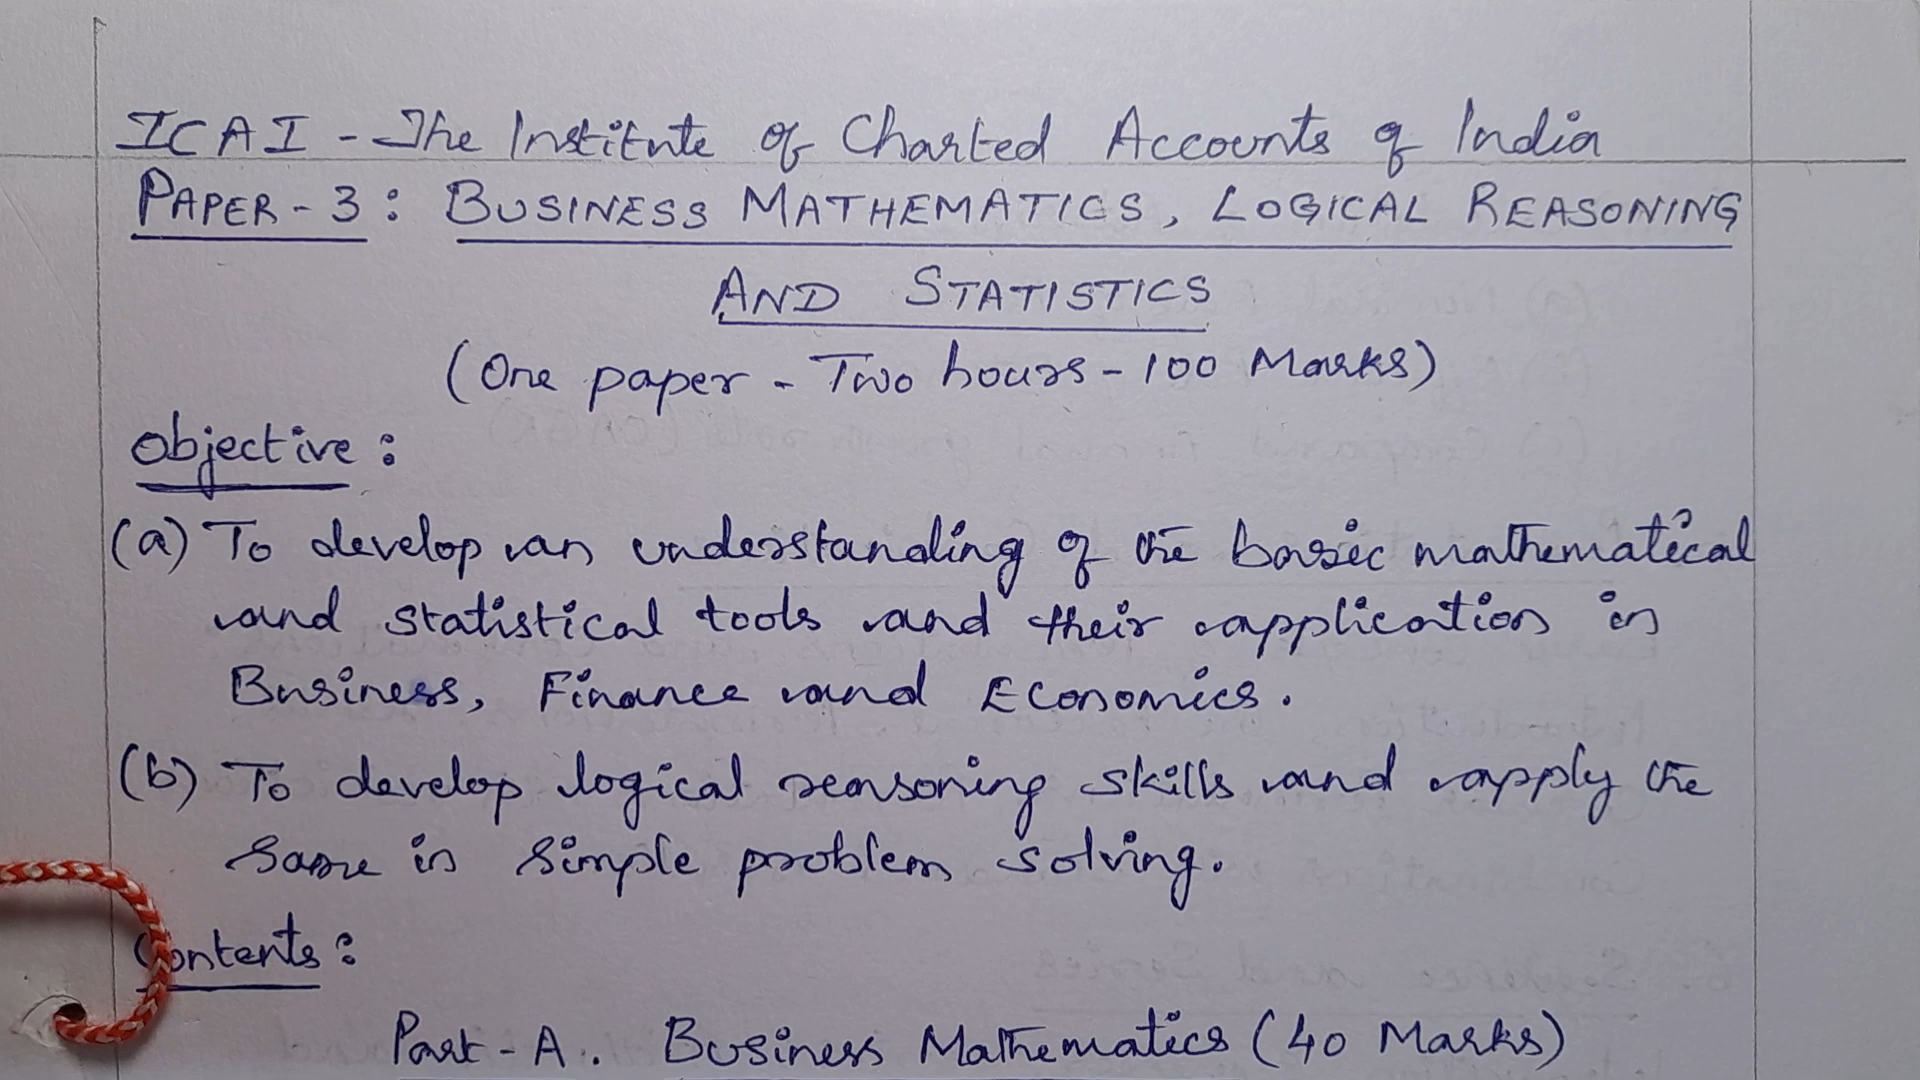 ICAI - The Institute of Charted Accounts of India
PAPER - 3 : BUSINESS MATHEMATICS, LOGICAL REASONING
AND STATISTICS
(One paper - Two hours - 100 Marks)
Objective :
(a) To develop an understanding of the basic mathematical
and statistical tools and their application in
Business, Finance and Economics.
(b) To develop logical reasoning skills and apply the
same in simple problem solving.
Contents :
Part - A. Business Mathematics (40 Marks)